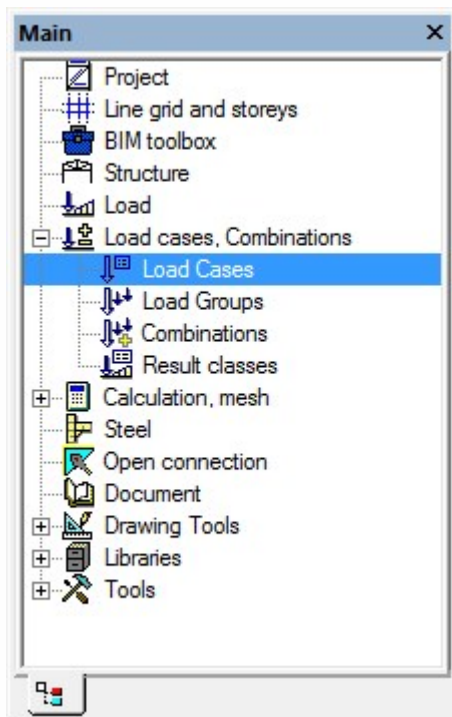 Main
Project
Line grid and storeys
BIM toolbox
Structure
Load
Load cases, Combinations
Load Cases
Load Groups
Combinations
Result classes
Calculation, mesh
Steel
Open connection
Document
Drawing Tools
Libraries
Tools